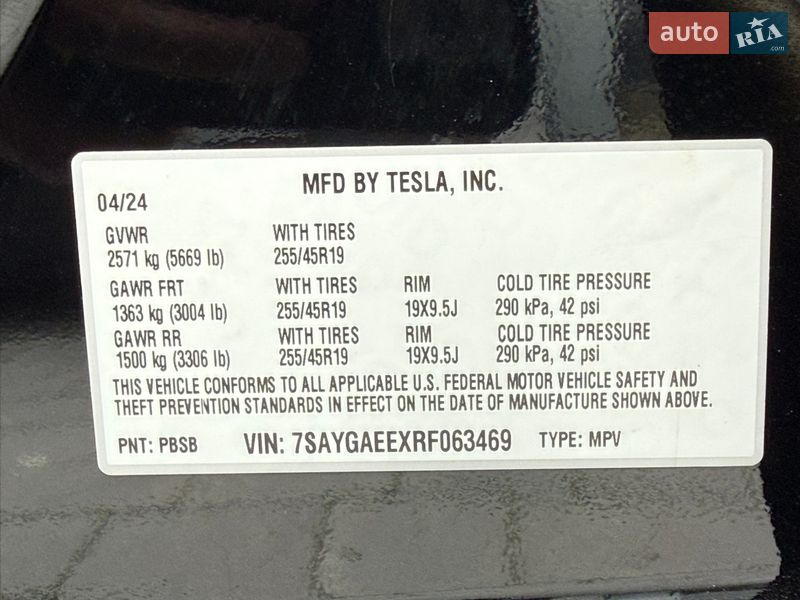 auto RIA .com
MFD BY TESLA, INC.
04/24
GVWR WITH TIRES
2571 kg (5669 lb) 255/45R19
GAWR FRT WITH TIRES RIM COLD TIRE PRESSURE
1363 kg (3004 lb) 255/45R19 19X9.5J 290 kPa, 42 psi
GAWR RR WITH TIRES RIM COLD TIRE PRESSURE
1500 kg (3306 lb) 255/45R19 19X9.5J 290 kPa, 42 psi
THIS VEHICLE CONFORMS TO ALL APPLICABLE U.S. FEDERAL MOTOR VEHICLE SAFETY AND
THEFT PREVENTION STANDARDS IN EFFECT ON THE DATE OF MANUFACTURE SHOWN ABOVE.
PNT: PBSB VIN: 7SAYGAEEXRF063469 TYPE: MPV